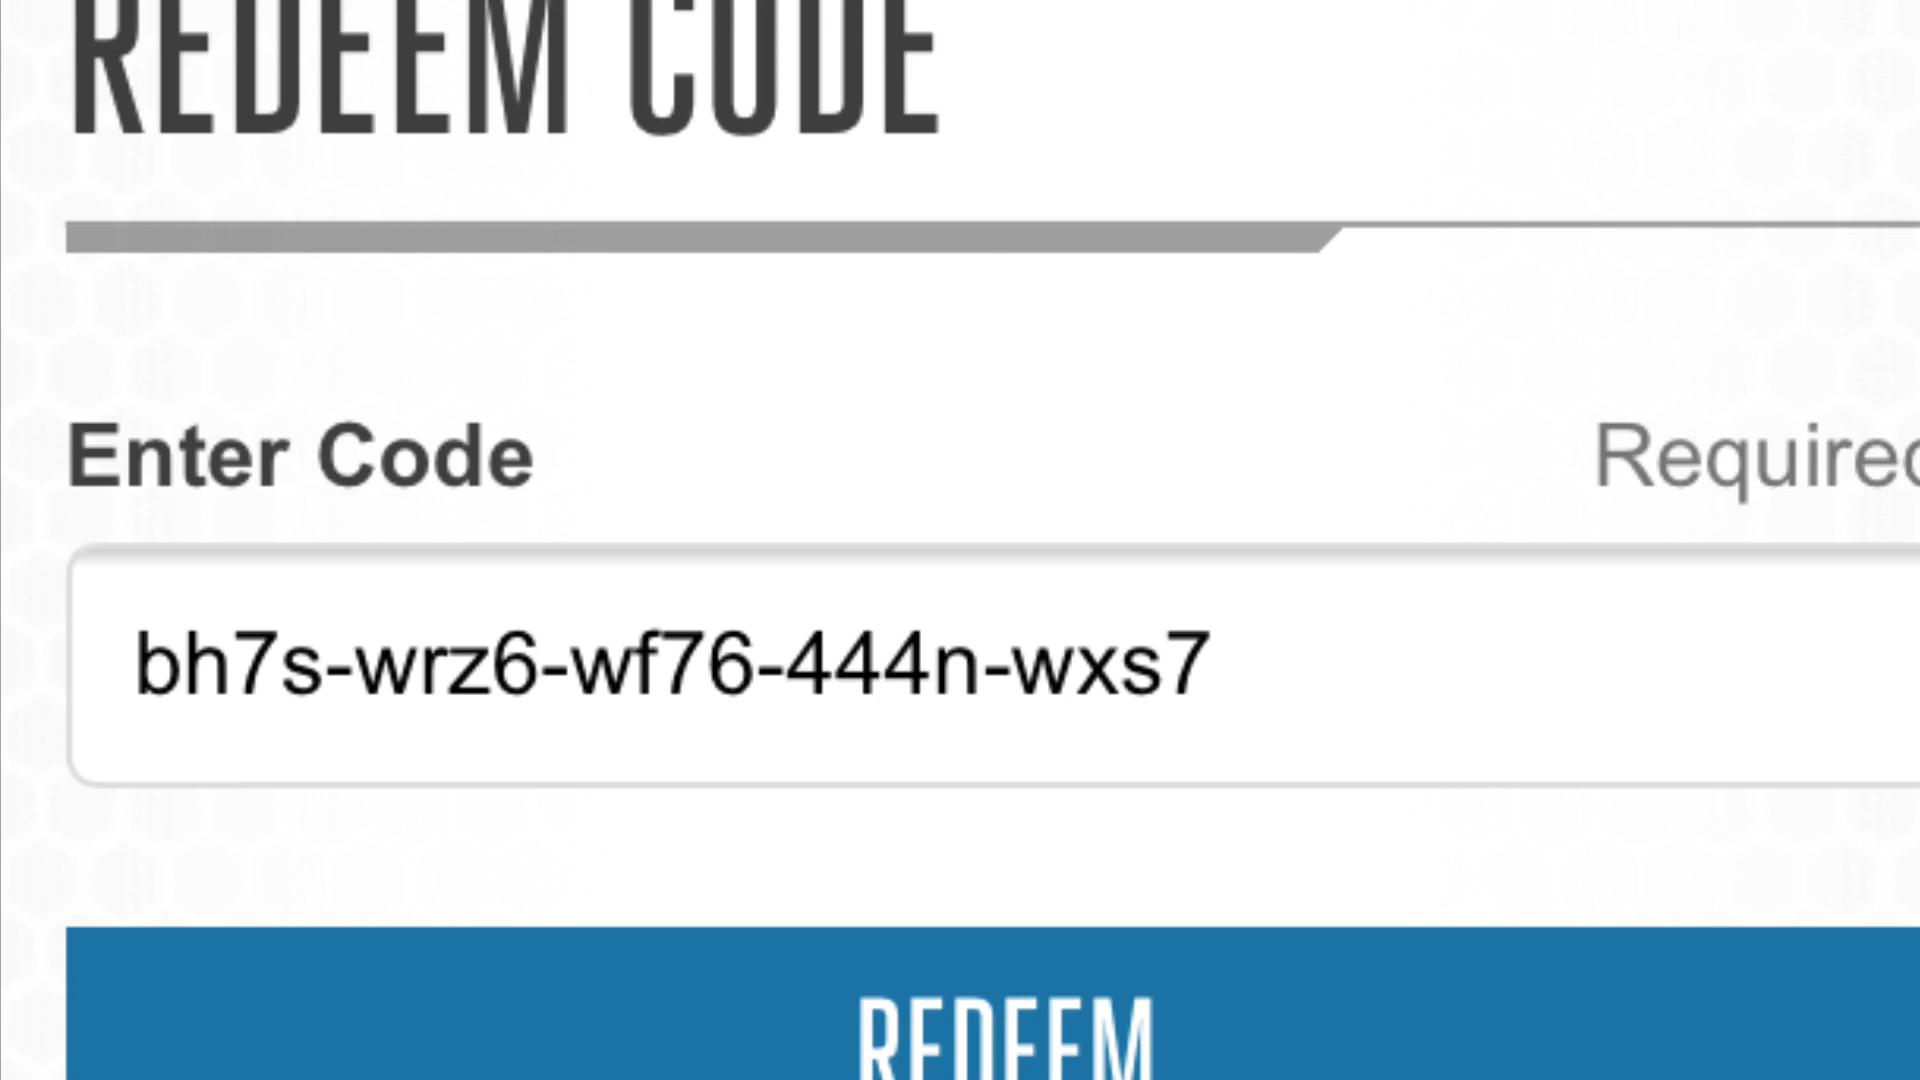 REDEEM CODE
Enter Code Required
bh7s-wrz6-wf76-444n-wxs7
REDEEM